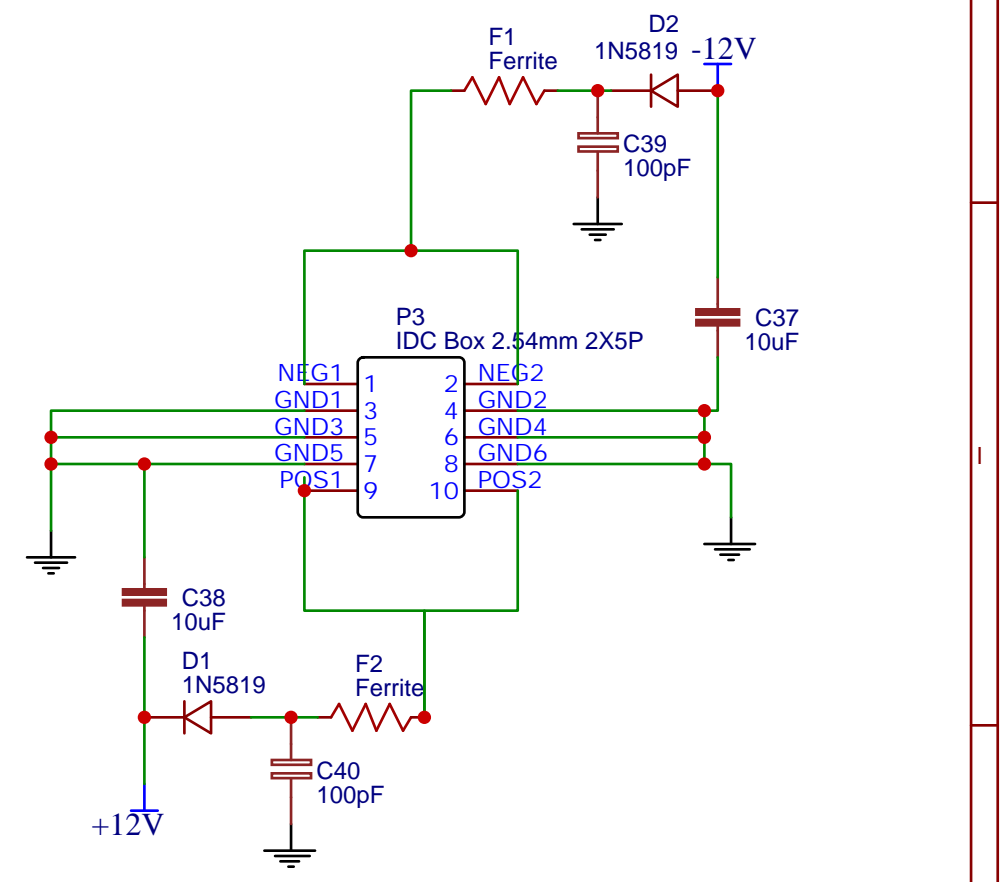 D2
1N5819
-12V
F1
Ferrite
C39
100pF
P3
IDC Box 2.54mm 2X5P
C37
10uF
NEG1
1
2
NEG2
GND1
3
4
GND2
GND3
5
6
GND4
GND5
7
8
GND6
POS1
9
10
POS2
I
C38
10uF
D1
1N5819
F2
Ferrite
C40
100pF
+12V